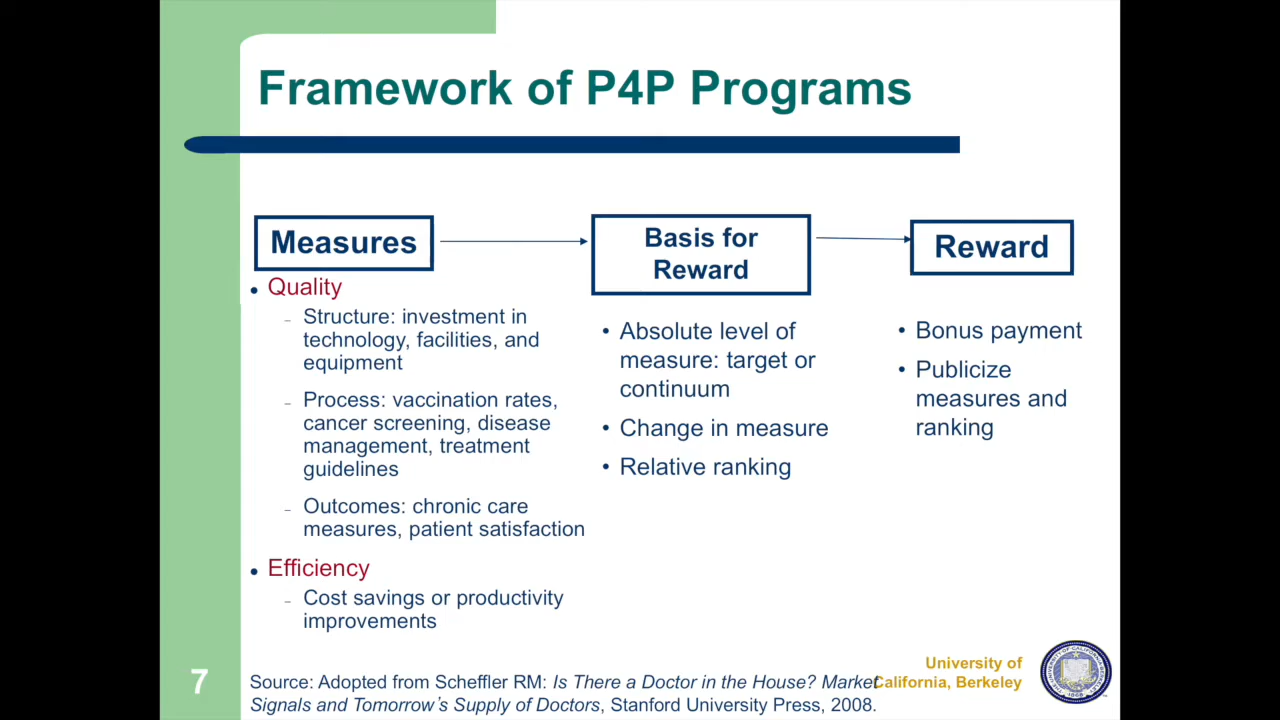 Framework of P4P Programs
Measures
Quality
Structure: investment in
technology, facilities, and
equipment
Process: vaccination rates,
cancer screening, disease
management, treatment
guidelines
Outcomes: chronic care
measures, patient satisfaction
Efficiency
Cost savings or productivity
improvements
Basis for
Reward
Absolute level of
measure: target or
continuum
Change in measure
Relative ranking
Reward
Bonus payment
Publicize
measures and
ranking
7
Source: Adopted from Scheffler RM: Is There a Doctor in the House? Market
Signals and Tomorrow's Supply of Doctors, Stanford University Press, 2008.
University of
California, Berkeley